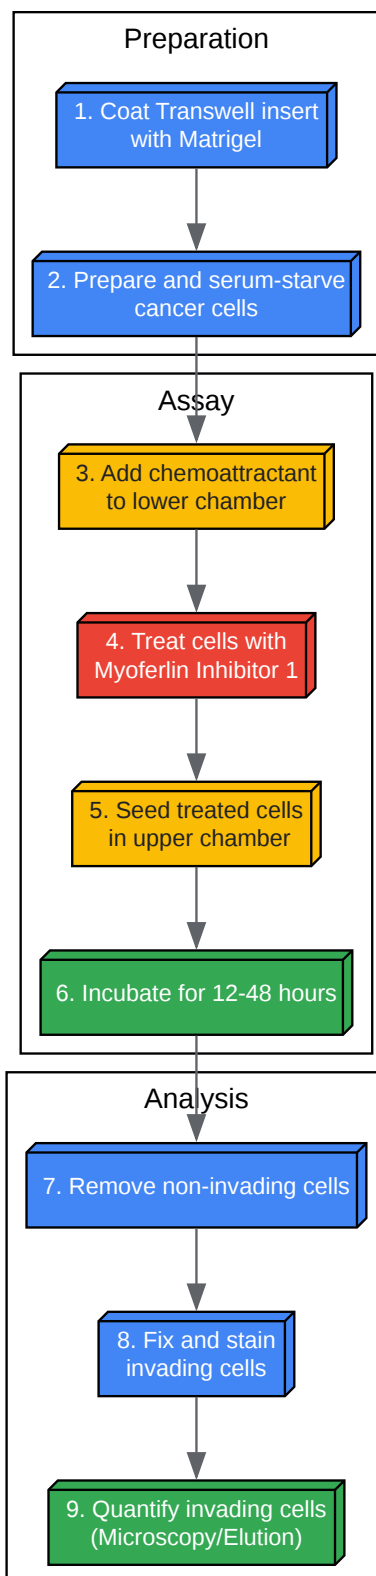 Preparation
1. Coat Transwell insert
with Matrigel
2. Prepare and serum-starve
cancer cells
Assay
3. Add chemoattractant
to lower chamber
4. Treat cells with
Myoferlin Inhibitor 1
5. Seed treated cells
in upper chamber
6. Incubate for 12-48 hours
Analysis
7. Remove non-invading cells
8. Fix and stain
invading cells
9. Quantify invading cells
(Microscopy/Elution)